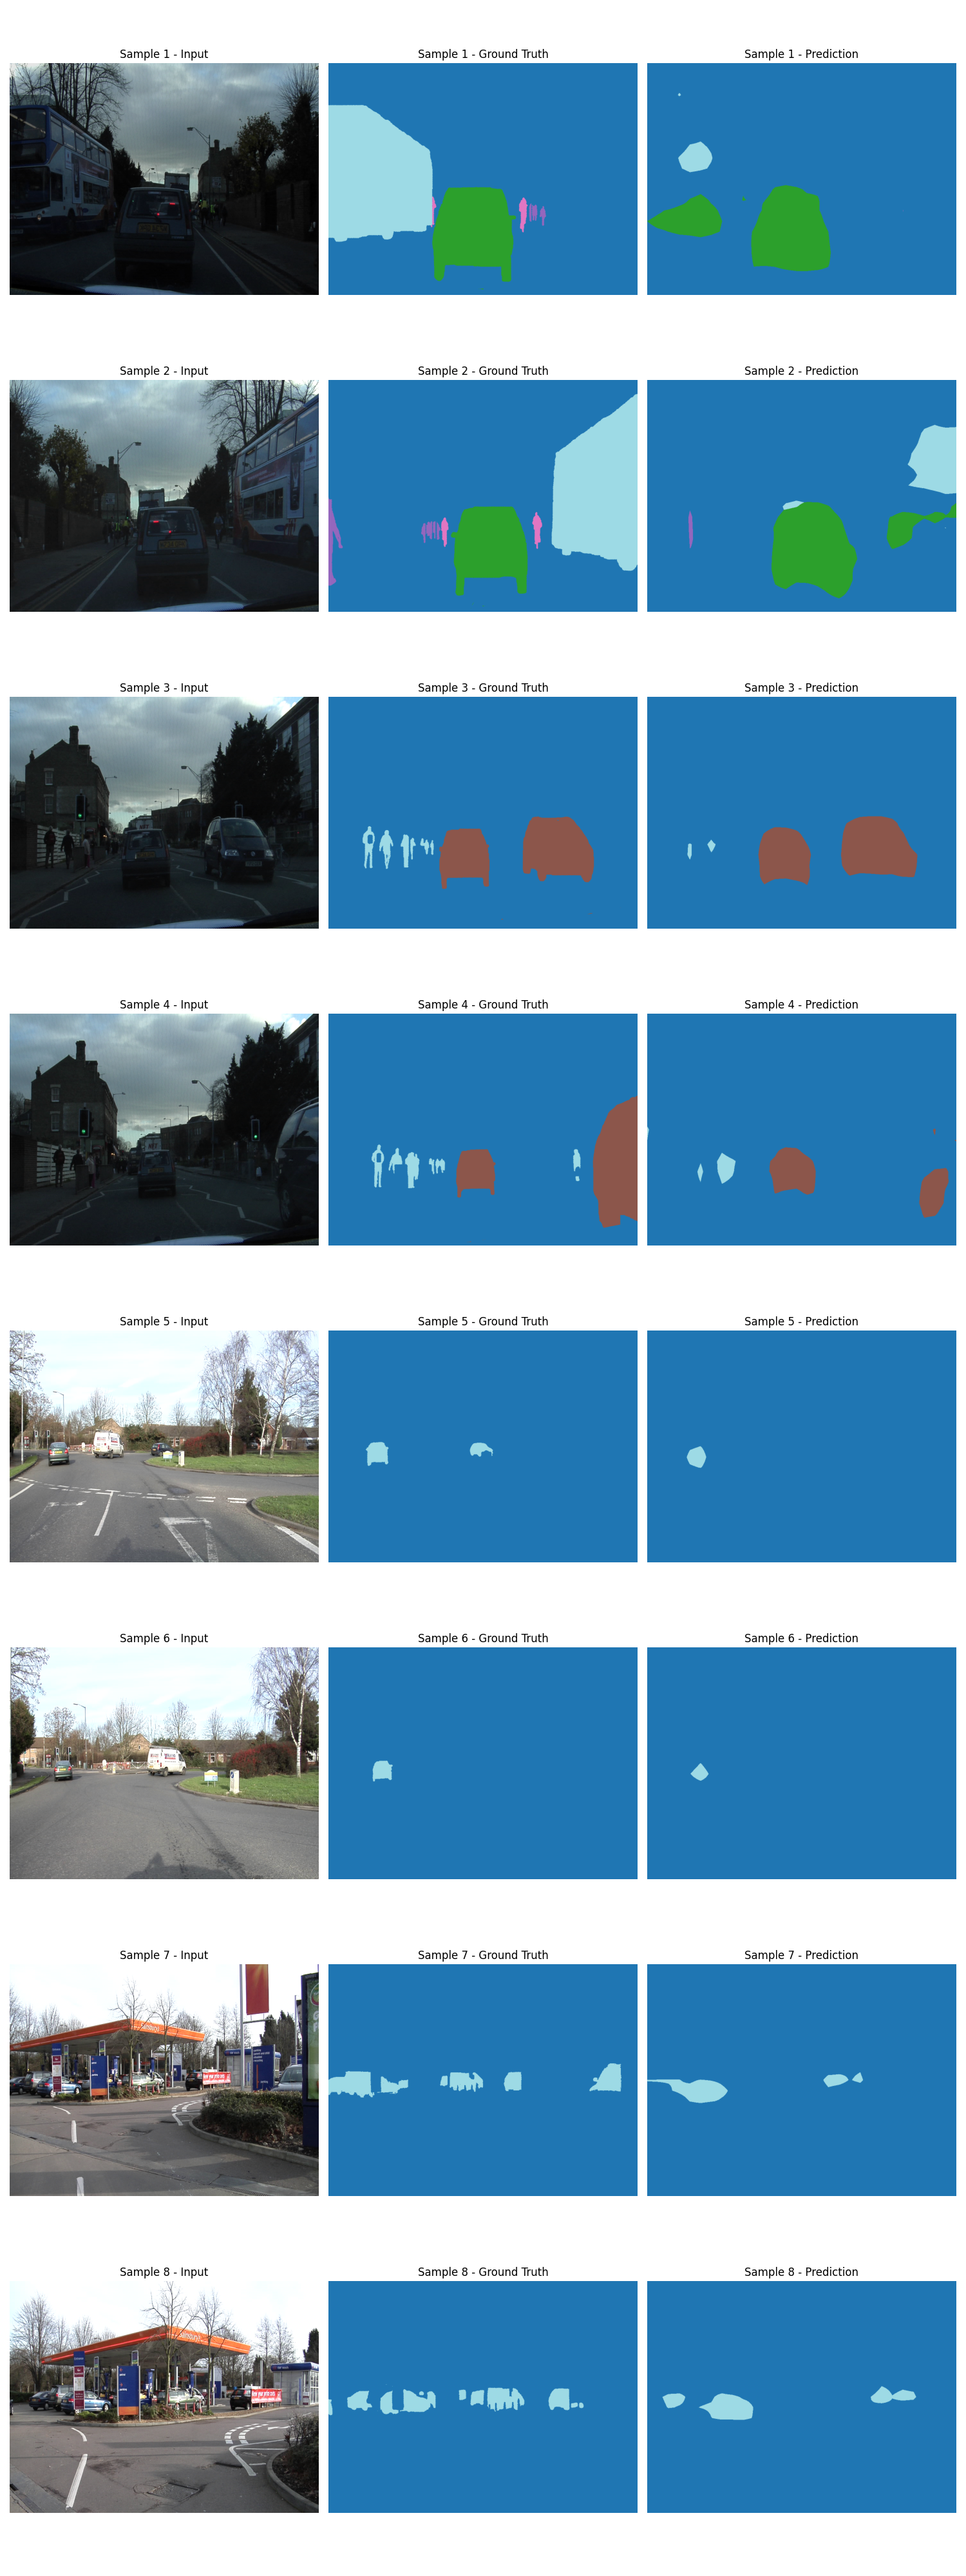 Sample 1 - Input
Sample 1 - Ground Truth
Sample 1 - Prediction
Sample 2 - Input
Sample 2 - Ground Truth
Sample 2 - Prediction
Sample 3 - Input
Sample 3 - Ground Truth
Sample 3 - Prediction
Sample 4 - Input
Sample 4 - Ground Truth
Sample 4 - Prediction
Sample 5 - Input
Sample 5 - Ground Truth
Sample 5 - Prediction
Sample 6 - Input
Sample 6 - Ground Truth
Sample 6 - Prediction
Sample 7 - Input
Sample 7 - Ground Truth
Sample 7 - Prediction
Sample 8 - Input
Sample 8 - Ground Truth
Sample 8 - Prediction